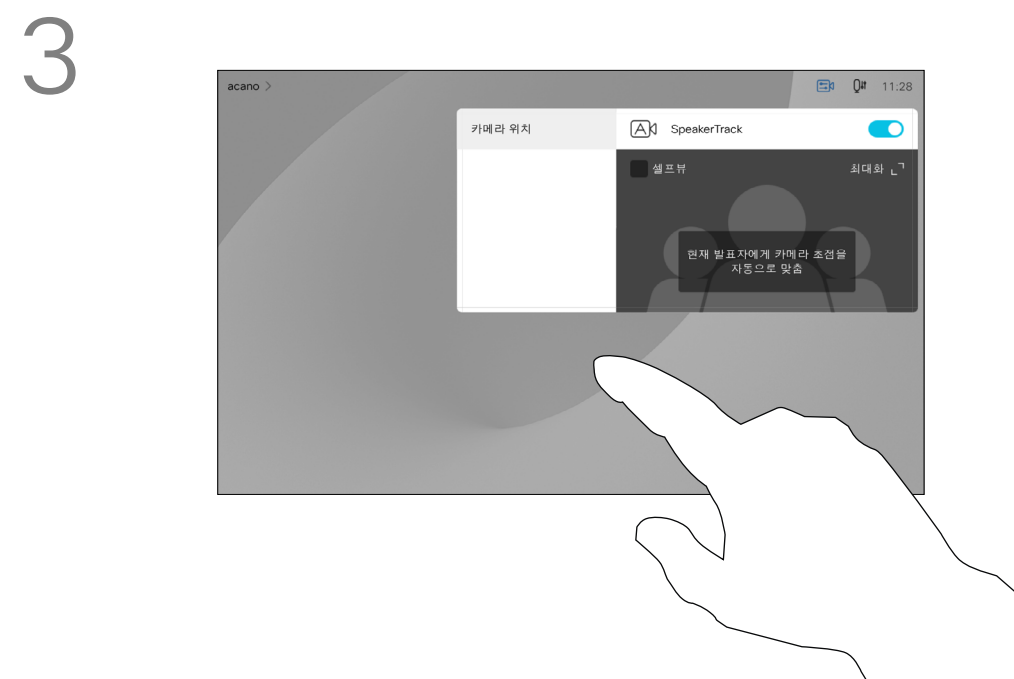 3
acano >
11:28
카메라 위치
SpeakerTrack
셀프뷰
최대화
현재 발표자에게 카메라 초점을
자동으로 맞춤